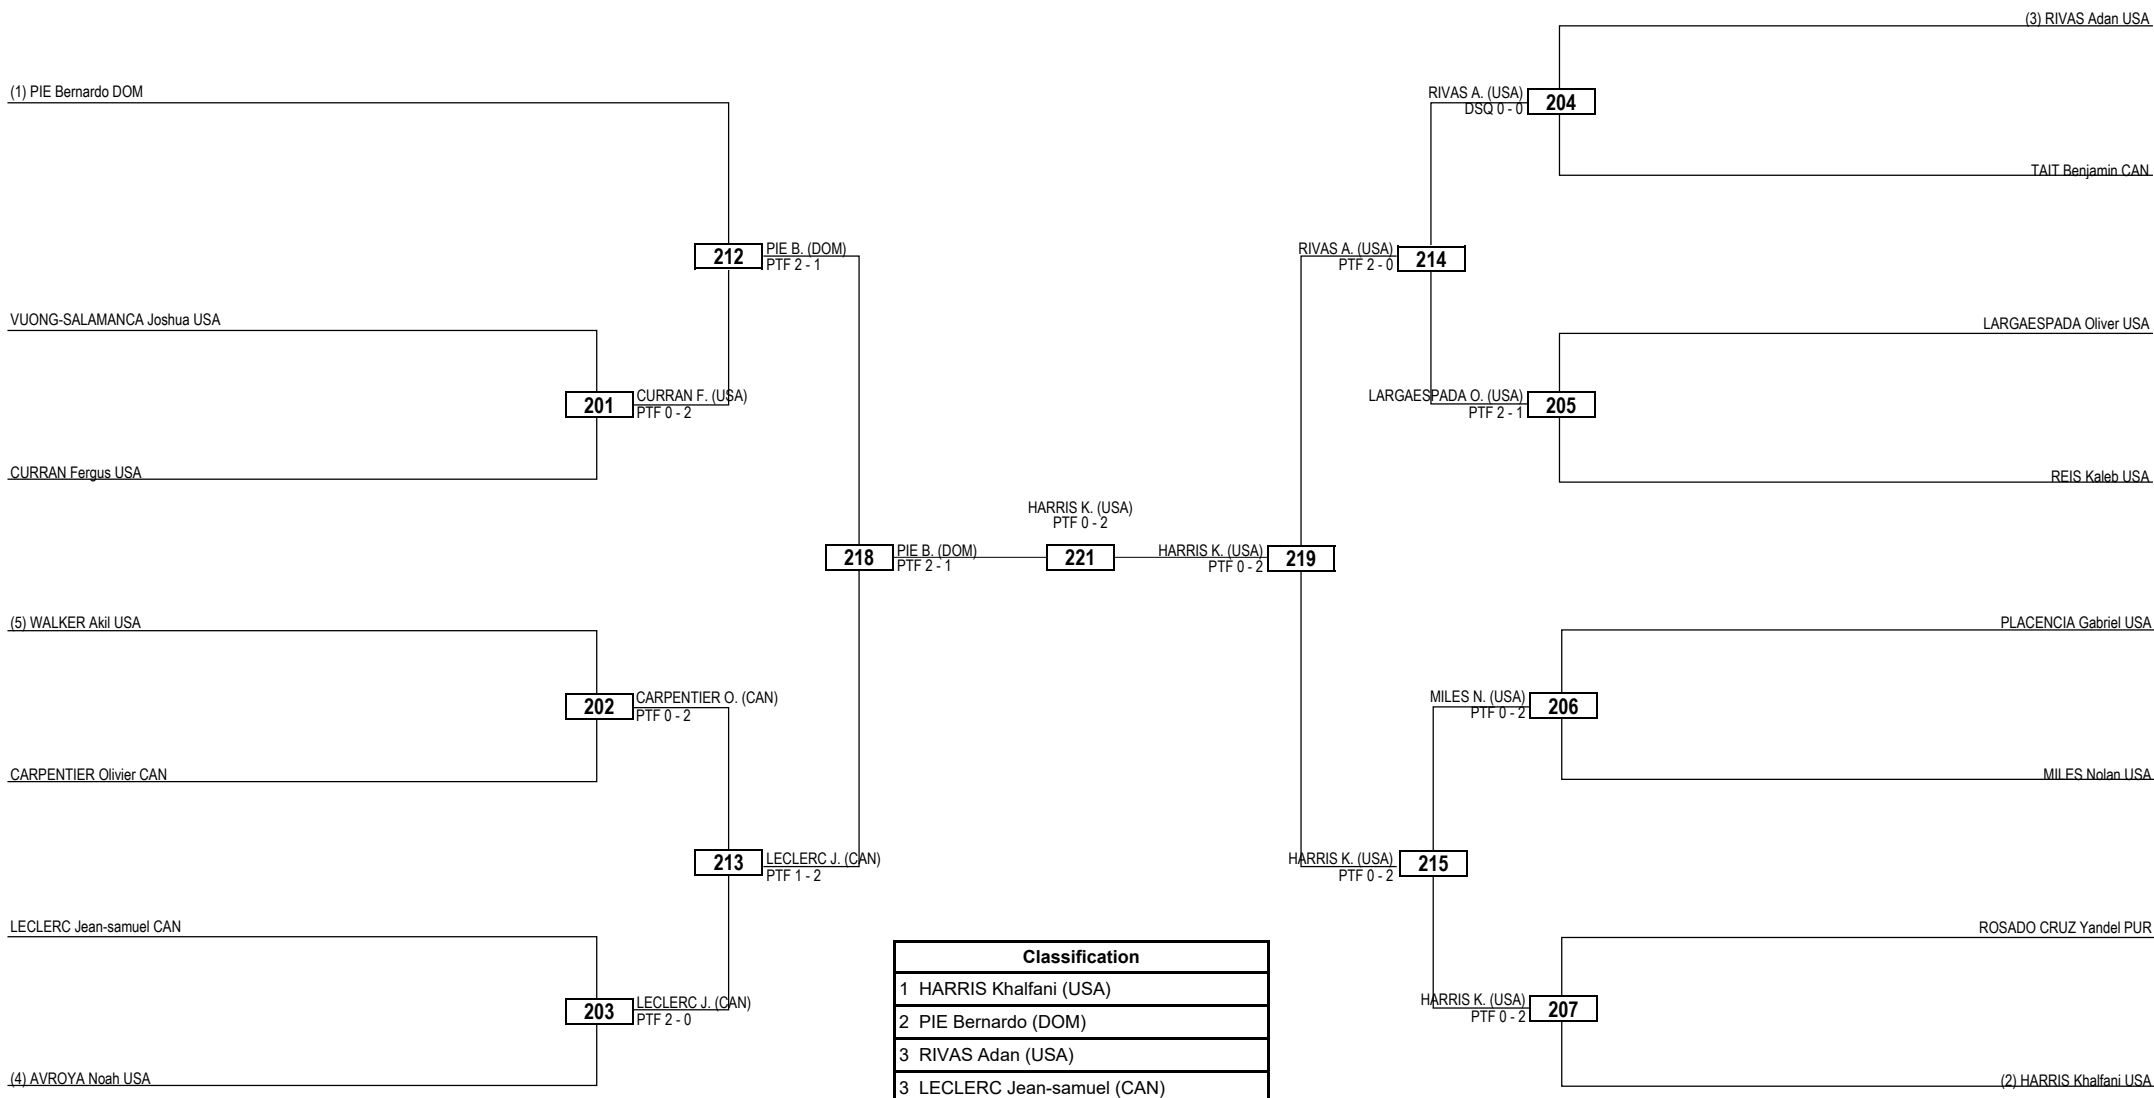 (3) RIVAS Adan USA
(1) PIE Bernardo DOM
RIVAS A. (USA)
DSQ 0 - 0
204
TAIT Benjamin CAN
212
PIE B. (DOM)
PTF 2 - 1
RIVAS A. (USA)
PTF 2 - 0
214
VUONG-SALAMANCA Joshua USA
LARGAESPADA Oliver USA
201
CURRAN F. (USA)
PTF 0 - 2
LARGAESPADA O. (USA)
PTF 2 - 1
205
CURRAN Fergus USA
REIS Kaleb USA
HARRIS K. (USA)
PTF 0 - 2
218
PIE B. (DOM)
PTF 2 - 1
221
HARRIS K. (USA)
PTF 0 - 2
219
(5) WALKER Akil USA
PLACENCIA Gabriel USA
202
CARPENTIER O. (CAN)
PTF 0 - 2
MILES N. (USA)
PTF 0 - 2
206
CARPENTIER Olivier CAN
MILES Nolan USA
213
LECLERC J. (CAN)
PTF 1 - 2
HARRIS K. (USA)
PTF 0 - 2
215
LECLERC Jean-samuel CAN
ROSADO CRUZ Yandel PUR
203
LECLERC J. (CAN)
PTF 2 - 0
HARRIS K. (USA)
PTF 0 - 2
207
(4) AVROYA Noah USA
(2) HARRIS Khalfani USA
Classification
1 HARRIS Khalfani (USA)
2 PIE Bernardo (DOM)
3 RIVAS Adan (USA)
3 LECLERC Jean-samuel (CAN)